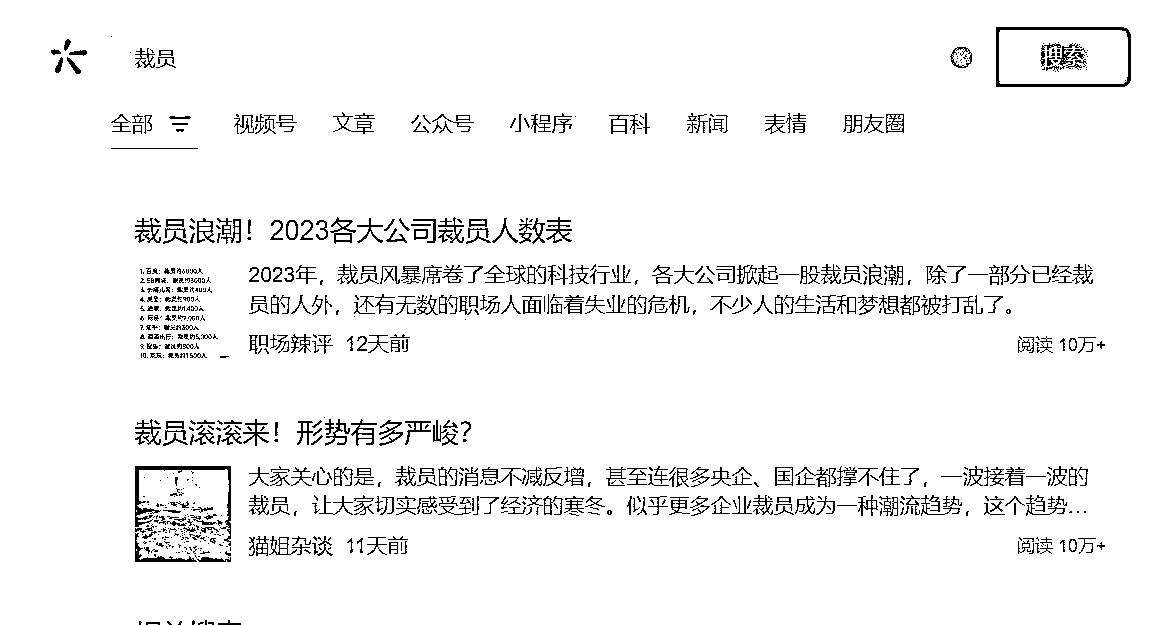 裁员
搜索
全部 视频号 文章 公众号 小程序 百科 新闻 表情 朋友圈
裁员浪潮！2023各大公司裁员人数表
2023年，裁员风暴席卷了全球的科技行业，各大公司掀起一股裁员浪潮，除了一部分已经裁
员的人外，还有无数的职场人面临着失业的危机，不少人的生活和梦想都被打乱了。
职场辣评 12天前
阅读 10万+
裁员滚滚来！形势有多严峻？
大家关心的是，裁员的消息不减反增，甚至连很多央企、国企都撑不住了，一波接着一波的
裁员，让大家切实感受到了经济的寒冬。似乎更多企业裁员成为一种潮流趋势，这个趋势...
猫姐杂谈 11天前
阅读 10万+